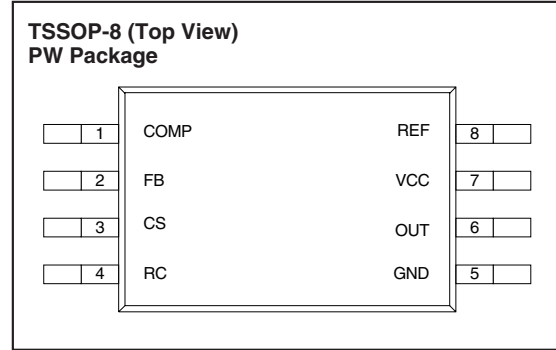 TSSOP-8 (Top View)
PW Package
1 COMP REF 8
2 FB VCC 7
3 CS OUT 6
4 RC GND 5